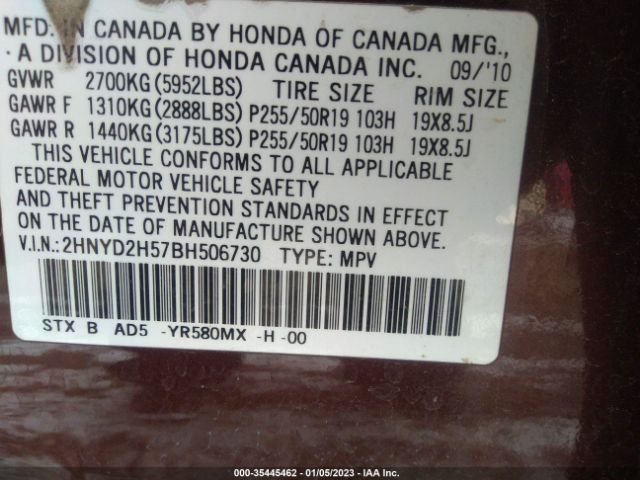 MFD. IN CANADA BY HONDA OF CANADA MFG.,
A DIVISION OF HONDA CANADA INC. 09/'10
GVWR 2700KG(5952LBS) TIRE SIZE RIM SIZE
GAWR F 1310KG(2888LBS) P255/50R19 103H 19X8.5J
GAWR R 1440KG(3175LBS) P255/50R19 103H 19X8.5J
THIS VEHICLE CONFORMS TO ALL APPLICABLE
FEDERAL MOTOR VEHICLE SAFETY
AND THEFT PREVENTION STANDARDS IN EFFECT
ON THE DATE OF MANUFACTURE SHOWN ABOVE.
V.I.N.:2HNYD2H57BH506730 TYPE: MPV
STX B AD5 -YR580MX -H -00
000-35445462 - 01/05/2023 - IAA Inc.